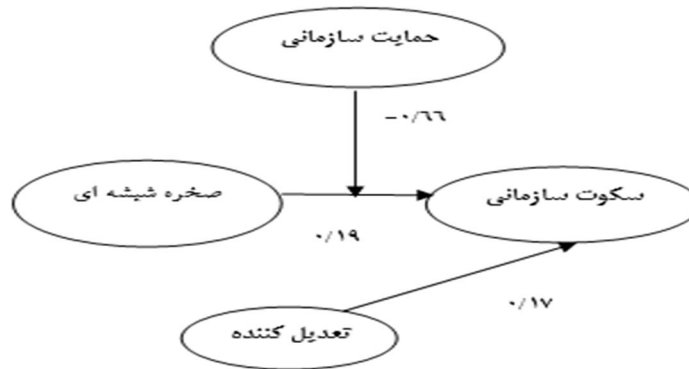 حمایت سازمانی
-۰/۶۶
صخره شیشه ای
سکوت سازمانی
۰/۱۹
۰/۱۷
تعدیل کننده